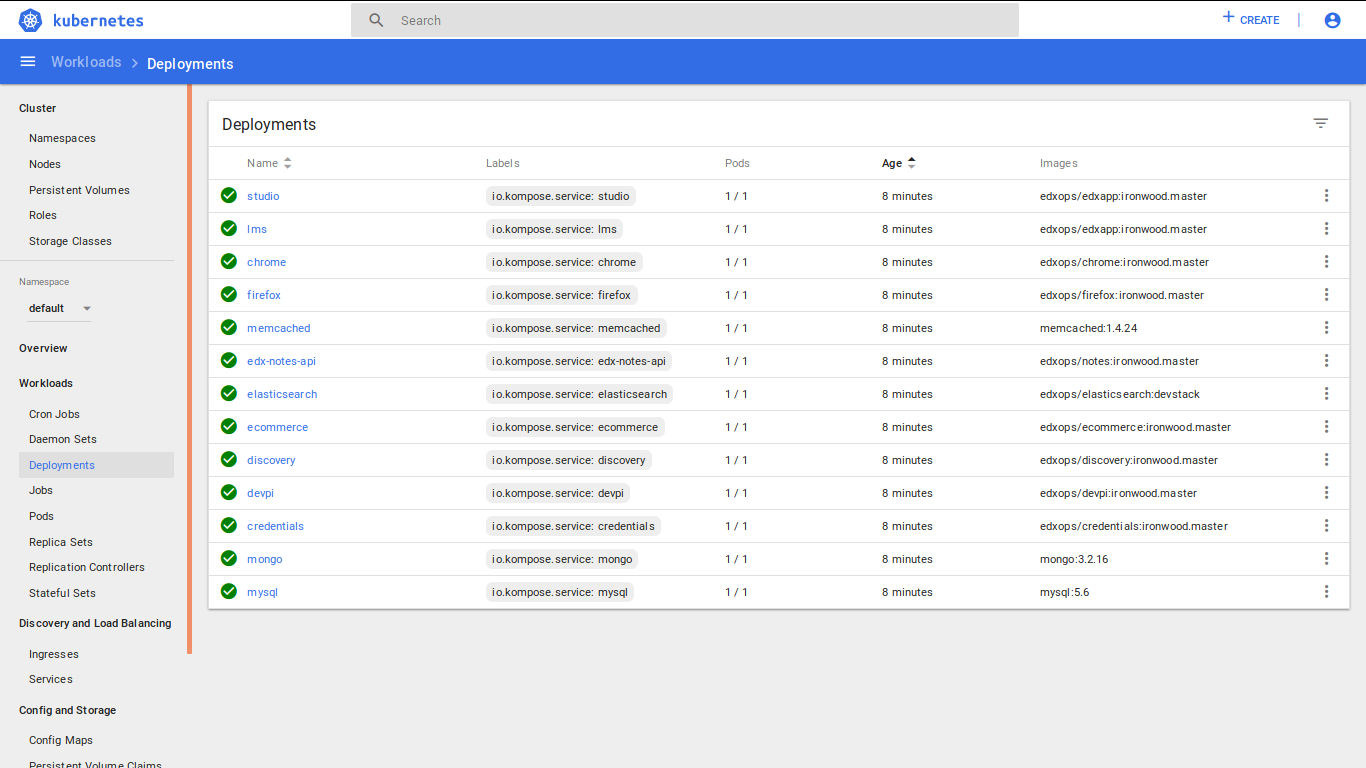 kubernetes
Search
+ CREATE |
Workloads > Deployments
Cluster
Namespaces
Nodes
Persistent Volumes
Roles
Storage Classes
Namespace
default
Overview
Workloads
Cron Jobs
Daemon Sets
Deployments
Jobs
Pods
Replica Sets
Replication Controllers
Stateful Sets
Discovery and Load Balancing
Ingresses
Services
Config and Storage
Config Maps
Persistent Volume Claims
Deployments
Name Labels Pods Age Images
studio io.kompose.service: studio 1 / 1 8 minutes edxops/edxapp:ironwood.master
lms io.kompose.service: lms 1 / 1 8 minutes edxops/edxapp:ironwood.master
chrome io.kompose.service: chrome 1 / 1 8 minutes edxops/chrome:ironwood.master
firefox io.kompose.service: firefox 1 / 1 8 minutes edxops/firefox:ironwood.master
memcached io.kompose.service: memcached 1 / 1 8 minutes memcached:1.4.24
edx-notes-api io.kompose.service: edx-notes-api 1 / 1 8 minutes edxops/notes:ironwood.master
elasticsearch io.kompose.service: elasticsearch 1 / 1 8 minutes edxops/elasticsearch:devstack
ecommerce io.kompose.service: ecommerce 1 / 1 8 minutes edxops/ecommerce:ironwood.master
discovery io.kompose.service: discovery 1 / 1 8 minutes edxops/discovery:ironwood.master
devpi io.kompose.service: devpi 1 / 1 8 minutes edxops/devpi:ironwood.master
credentials io.kompose.service: credentials 1 / 1 8 minutes edxops/credentials:ironwood.master
mongo io.kompose.service: mongo 1 / 1 8 minutes mongo:3.2.16
mysql io.kompose.service: mysql 1 / 1 8 minutes mysql:5.6